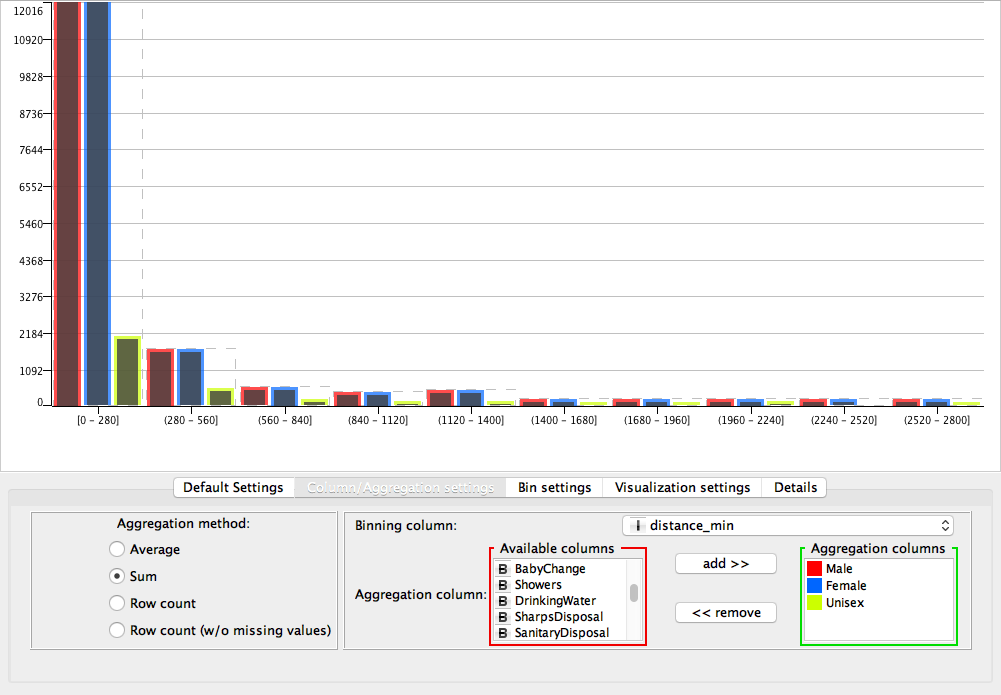 12016
10920
9828
8736
7644
6552
5460
4368
3276
2184
1092
0
[0 – 280] (280 – 560] (560 – 840] (840 – 1120] (1120 – 1400] (1400 – 1680] (1680 – 1960] (1960 – 2240] (2240 – 2520] (2520 – 2800]
Default Settings Column/Aggregation settings Bin settings Visualization settings Details
Aggregation method:
Average
Sum
Row count
Row count (w/o missing values)
Binning column: distance_min
Aggregation column:
Available columns
B BabyChange
B Showers
B DrinkingWater
B SharpsDisposal
B SanitaryDisposal
add >>
<< remove
Aggregation columns
Male
Female
Unisex